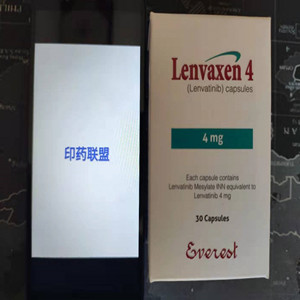 印药联盟
Lenvaxen 4
(Lenvatinib) capsules
4 mg
Each capsule contains
Lenvatinib Mesylate INN equivalent to
Lenvatinib 4 mg
30 Capsules
Everest